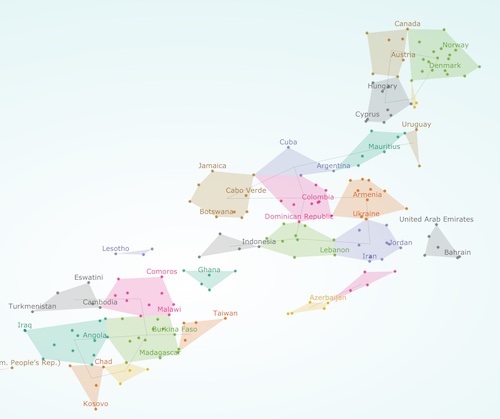 Canada
Norway
Austria
Denmark
Hungary
Cyprus
Uruguay
Cuba
Mauritius
Jamaica
Argentina
Cabo Verde
Armenia
Colombia
Botswana
Dominican Republic
Ukraine
United Arab Emirates
Indonesia
Jordan
Lesotho
Lebanon
Iran
Bahrain
Ghana
Comoros
Eswatini
Azerbaijan
Turkmenistan
Cambodia
Malawi
Taiwan
Iraq
Burkina Faso
Angola
Madagascar
m. People's Rep.)
Chad
Kosovo